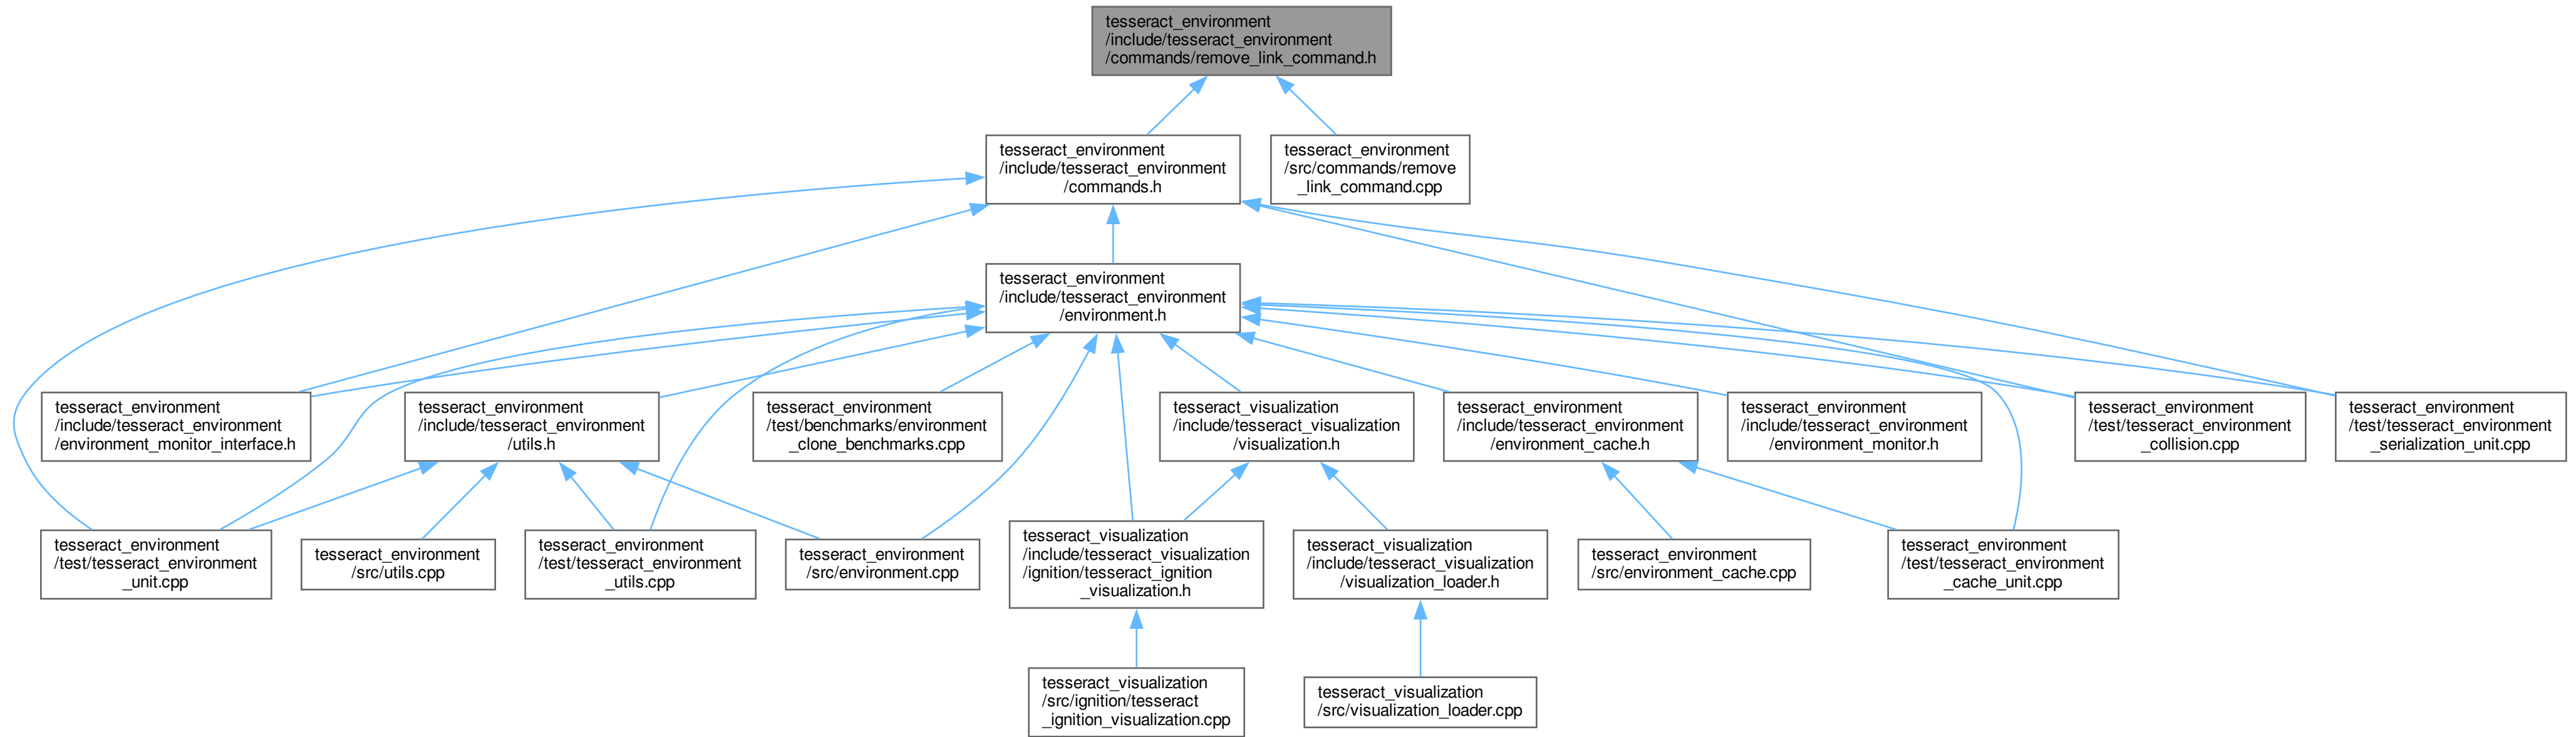 tesseract_environment
/include/tesseract_environment
/commands/remove_link_command.h
tesseract_environment
/include/tesseract_environment
/commands.h
tesseract_environment
/src/commands/remove
_link_command.cpp
tesseract_environment
/include/tesseract_environment
/environment.h
tesseract_environment
/include/tesseract_environment
/environment_monitor_interface.h
tesseract_environment
/include/tesseract_environment
/utils.h
tesseract_environment
/test/benchmarks/environment
_clone_benchmarks.cpp
tesseract_visualization
/include/tesseract_visualization
/visualization.h
tesseract_environment
/include/tesseract_environment
/environment_cache.h
tesseract_environment
/include/tesseract_environment
/environment_monitor.h
tesseract_environment
/test/tesseract_environment
_collision.cpp
tesseract_environment
/test/tesseract_environment
_serialization_unit.cpp
tesseract_environment
/test/tesseract_environment
_unit.cpp
tesseract_environment
/src/utils.cpp
tesseract_environment
/test/tesseract_environment
_utils.cpp
tesseract_environment
/src/environment.cpp
tesseract_visualization
/include/tesseract_visualization
/ignition/tesseract_ignition
_visualization.h
tesseract_visualization
/include/tesseract_visualization
/visualization_loader.h
tesseract_environment
/src/environment_cache.cpp
tesseract_environment
/test/tesseract_environment
_cache_unit.cpp
tesseract_visualization
/src/ignition/tesseract
_ignition_visualization.cpp
tesseract_visualization
/src/visualization_loader.cpp